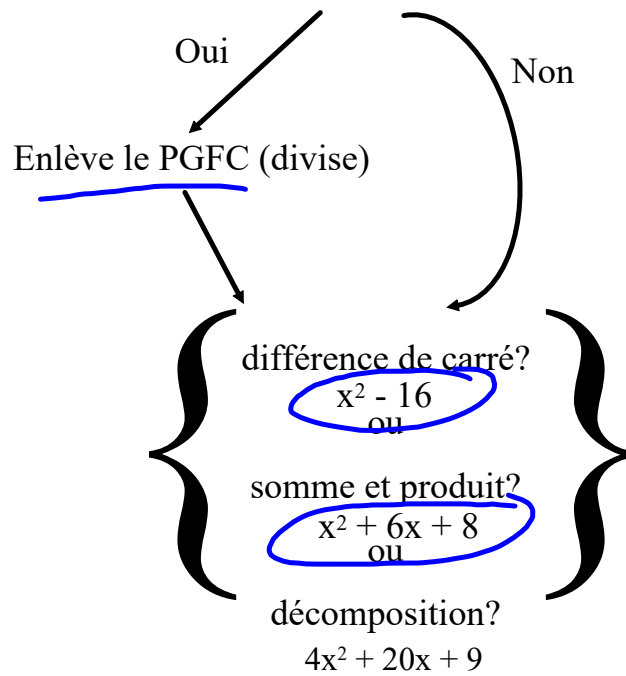 Oui
Non
Enlève le PGFC (divise)
différence de carré?
x² - 16
ou
somme et produit?
x² + 6x + 8
ou
décomposition?
4x² + 20x + 9